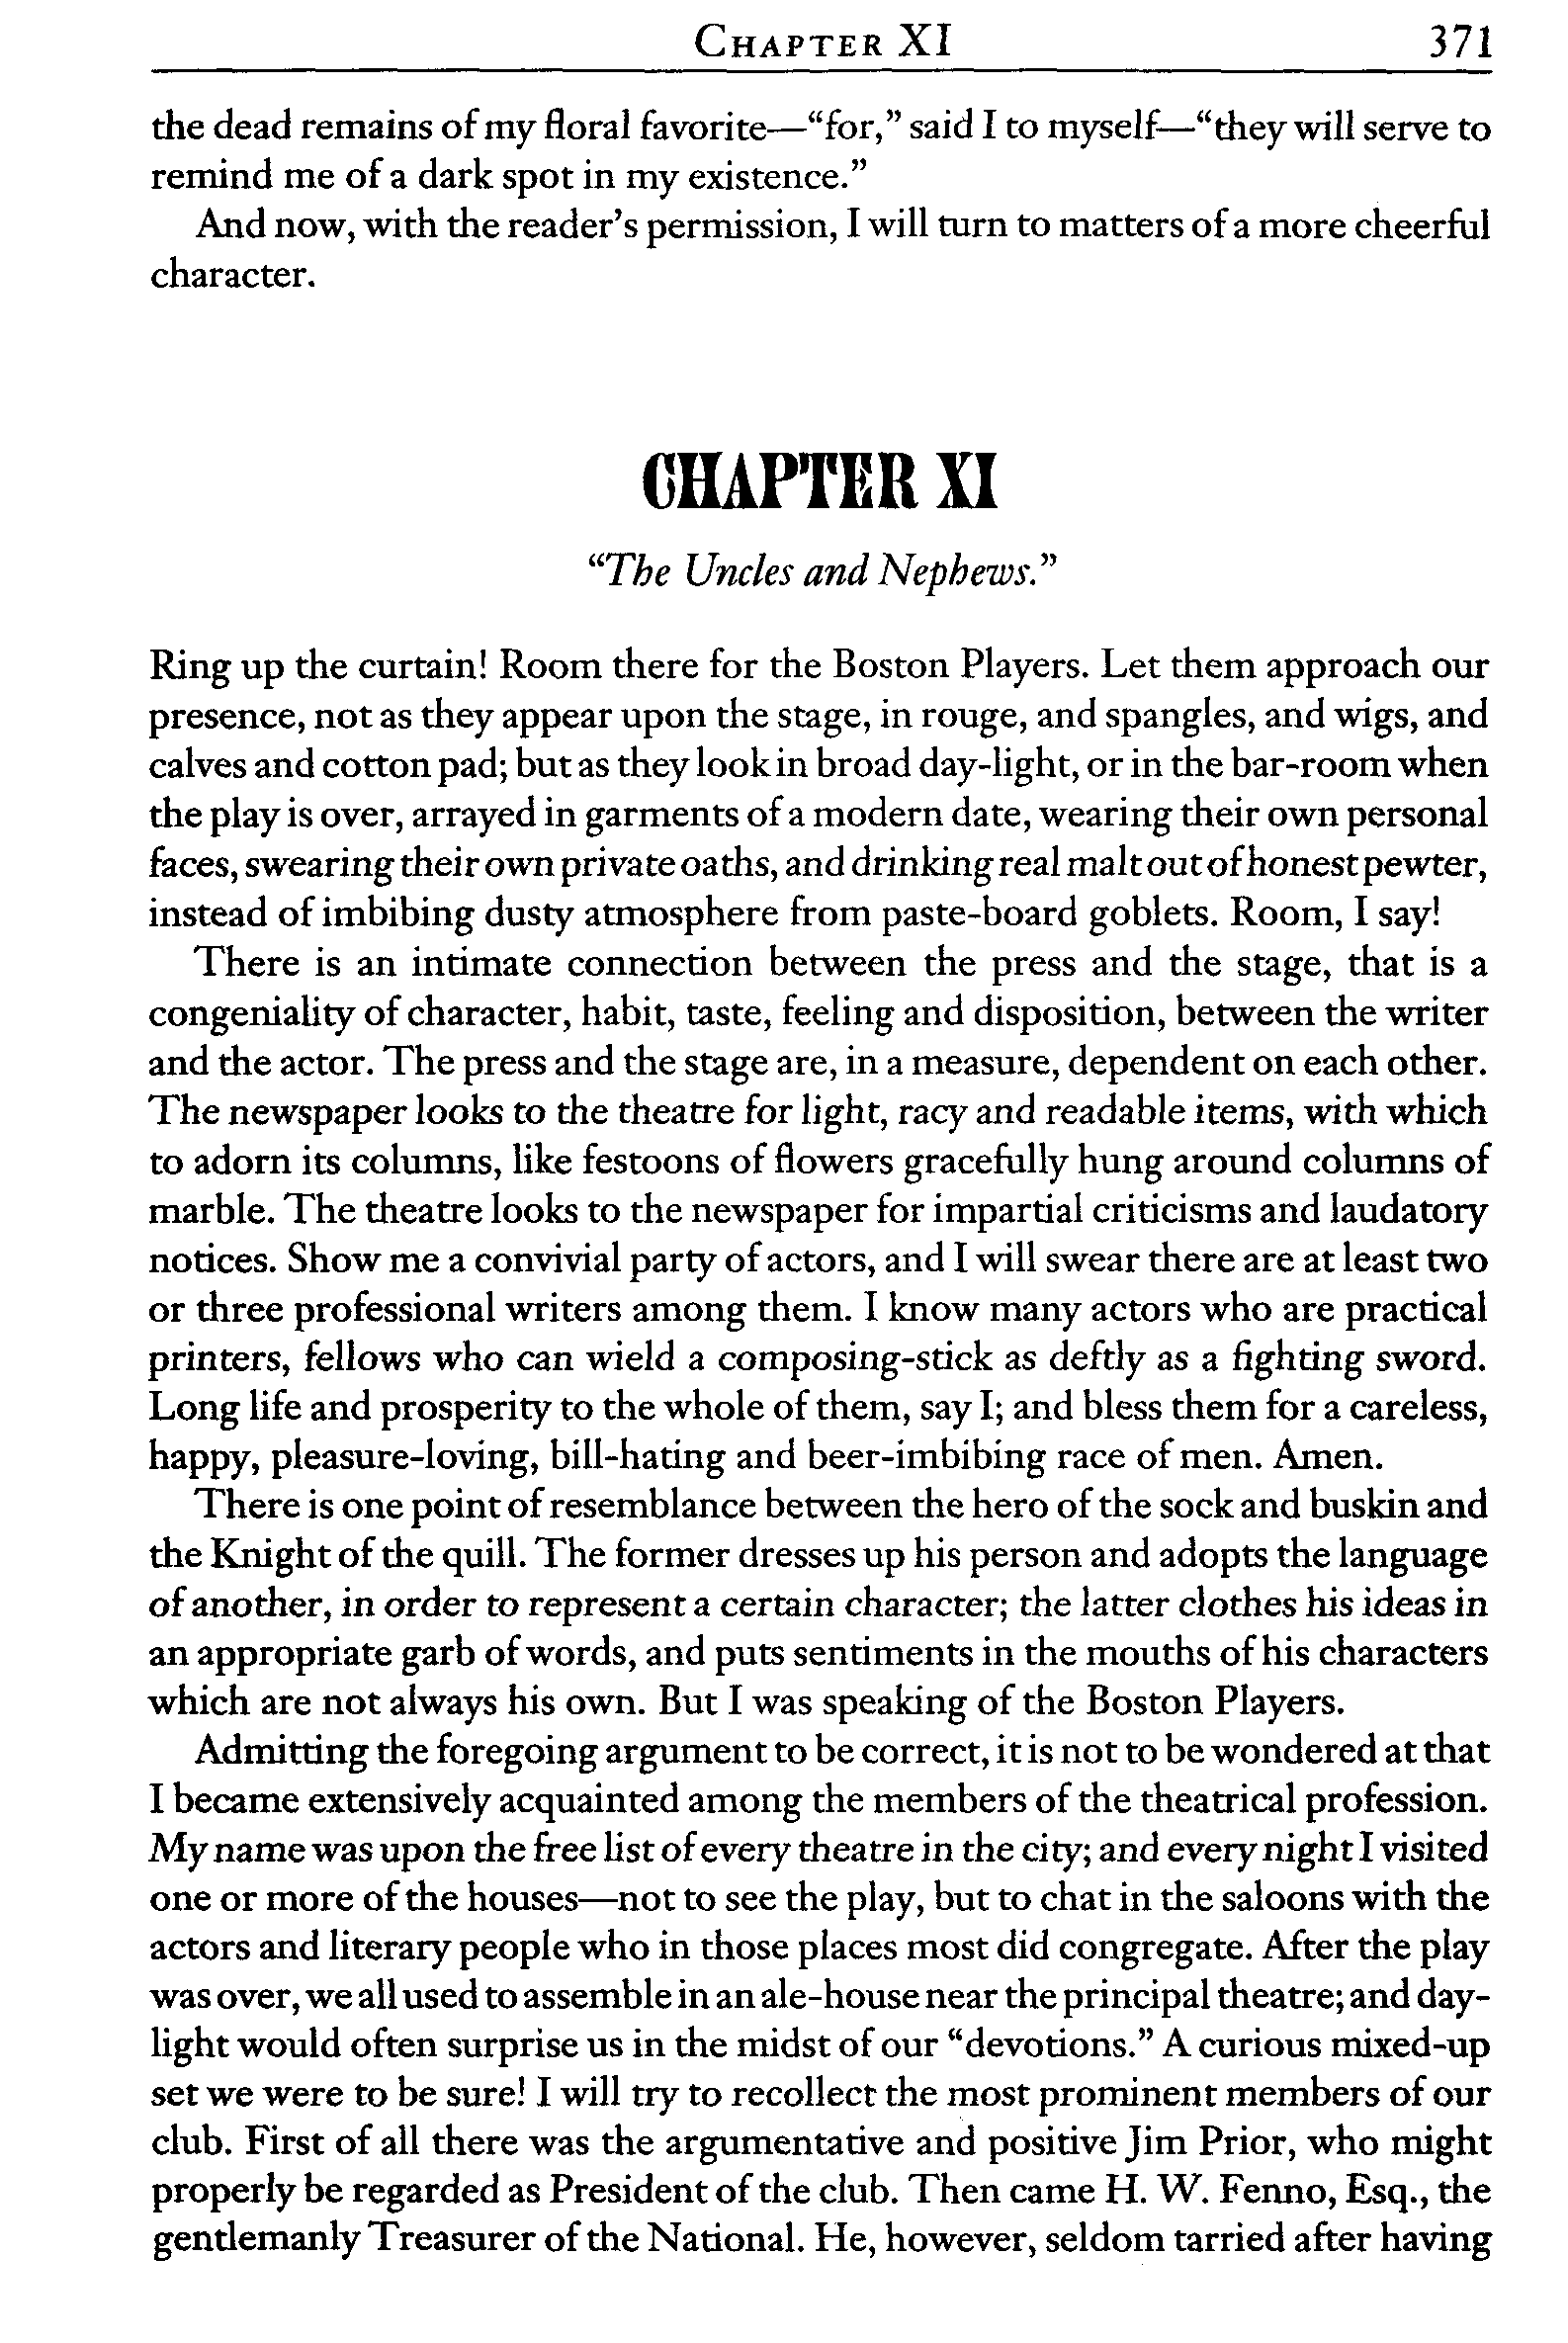 CHAPTER XI 371
the dead remains of my floral favorite—“for,” said I to myself—“they will serve to
remind me of a dark spot in my existence.”
And now, with the reader’s permission, I will turn to matters of a more cheerful
character.
CHAPTER XI
“The Uncles and Nephews.”
Ring up the curtain! Room there for the Boston Players. Let them approach our
presence, not as they appear upon the stage, in rouge, and spangles, and wigs, and
calves and cotton pad; but as they look in broad day-light, or in the bar-room when
the play is over, arrayed in garments of a modern date, wearing their own personal
faces, swearing their own private oaths, and drinking real malt out of honest pewter,
instead of imbibing dusty atmosphere from paste-board goblets. Room, I say!
There is an intimate connection between the press and the stage, that is a
congeniality of character, habit, taste, feeling and disposition, between the writer
and the actor. The press and the stage are, in a measure, dependent on each other.
The newspaper looks to the theatre for light, racy and readable items, with which
to adorn its columns, like festoons of flowers gracefully hung around columns of
marble. The theatre looks to the newspaper for impartial criticisms and laudatory
notices. Show me a convivial party of actors, and I will swear there are at least two
or three professional writers among them. I know many actors who are practical
printers, fellows who can wield a composing-stick as deftly as a fighting sword.
Long life and prosperity to the whole of them, say I; and bless them for a careless,
happy, pleasure-loving, bill-hating and beer-imbibing race of men. Amen.
There is one point of resemblance between the hero of the sock and buskin and
the Knight of the quill. The former dresses up his person and adopts the language
of another, in order to represent a certain character; the latter clothes his ideas in
an appropriate garb of words, and puts sentiments in the mouths of his characters
which are not always his own. But I was speaking of the Boston Players.
Admitting the foregoing argument to be correct, it is not to be wondered at that
I became extensively acquainted among the members of the theatrical profession.
My name was upon the free list of every theatre in the city; and every night I visited
one or more of the houses—not to see the play, but to chat in the saloons with the
actors and literary people who in those places most did congregate. After the play
was over, we all used to assemble in an ale-house near the principal theatre; and day-
light would often surprise us in the midst of our “devotions.” A curious mixed-up
set we were to be sure! I will try to recollect the most prominent members of our
club. First of all there was the argumentative and positive Jim Prior, who might
properly be regarded as President of the club. Then came H. W. Fenno, Esq., the
gentlemanly Treasurer of the National. He, however, seldom tarried after having